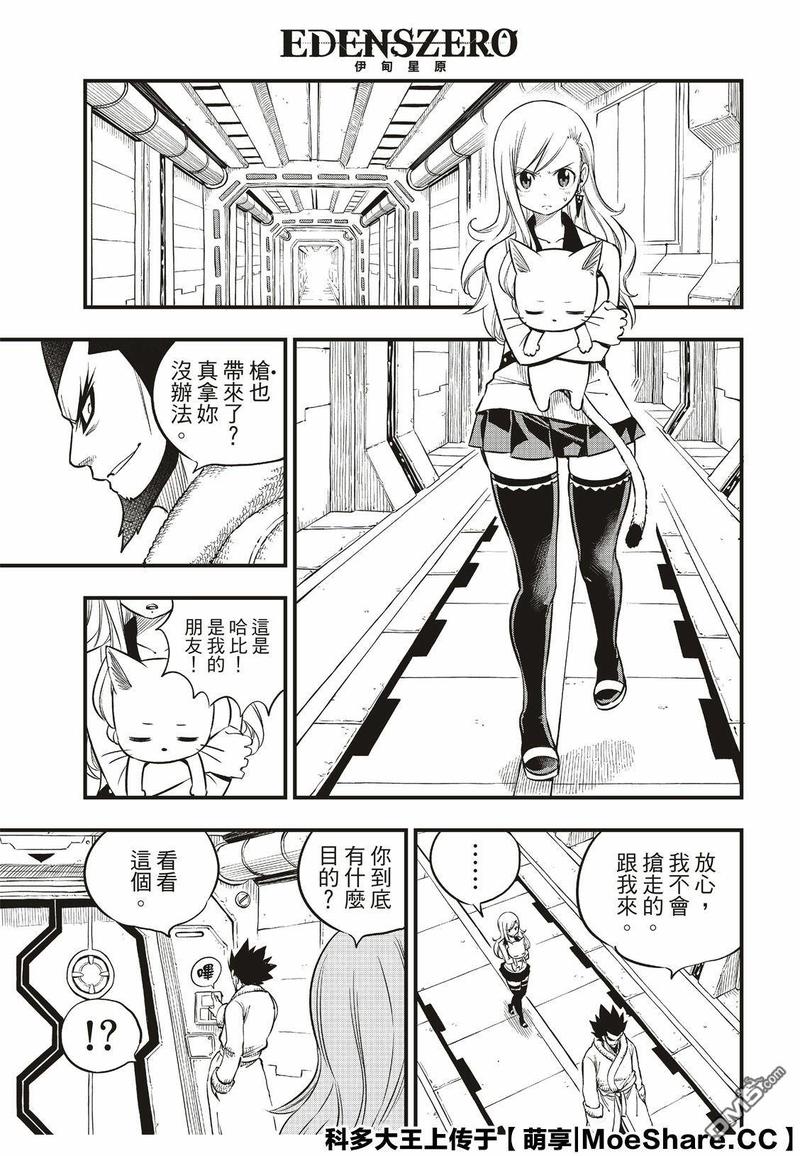 EDENSZERO
伊甸星原
槍也
帶來了？
真拿妳
沒辦法。
這是
哈比！
是我的
朋友！
放心，
我不會
搶走的。
跟我來。
……
你到底
有什麼
目的？
嗶
看看
這個。
!?
DM5.com
科多大王上传于【 萌享|MoeShare.CC】